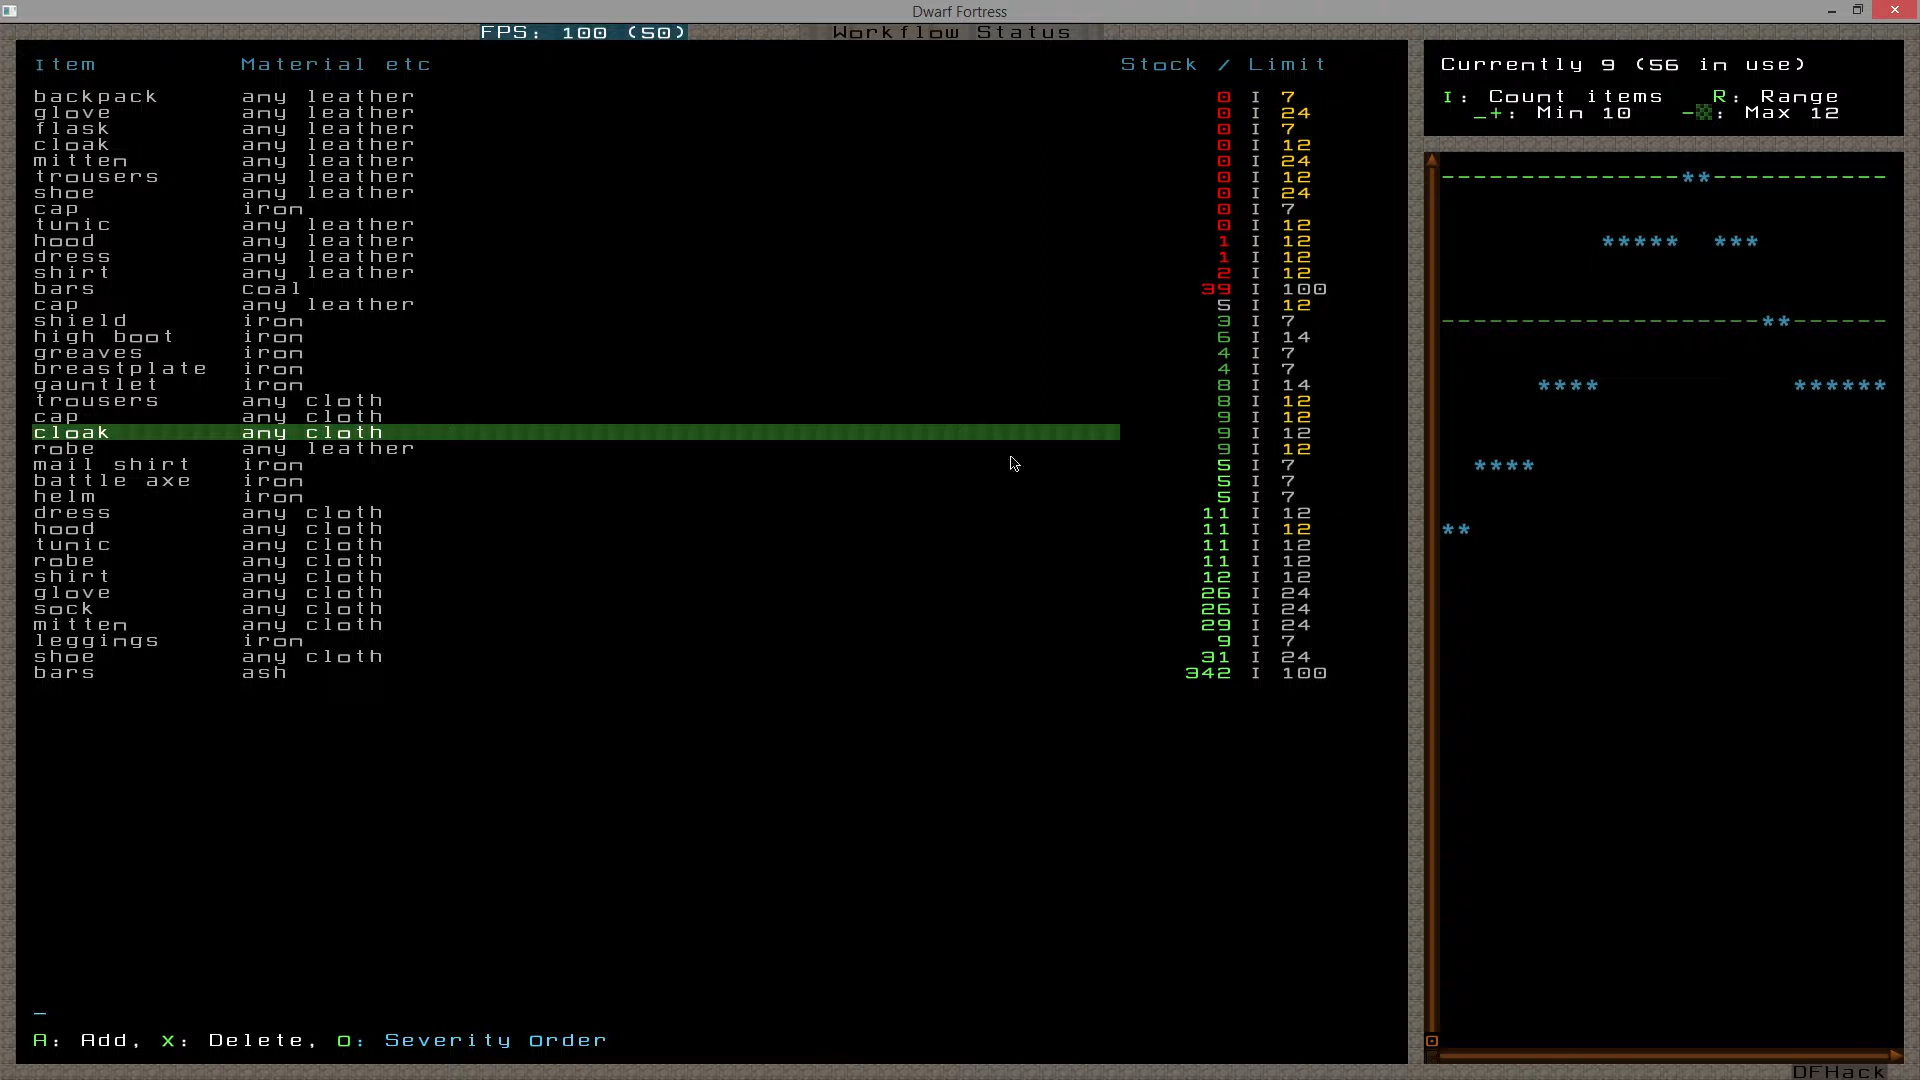 Dwarf Fortress
FPS: 100 (50) Workflow Status
Item Material etc Stock / Limit
backpack any leather 0 I 7
glove any leather 0 I 24
flask any leather 0 I 7
cloak any leather 0 I 12
mitten any leather 0 I 24
trousers any leather 0 I 12
shoe any leather 0 I 24
cap iron 0 I 7
tunic any leather 0 I 12
hood any leather 1 I 12
dress any leather 1 I 12
shirt any leather 2 I 12
bars coal 39 I 100
cap any leather 5 I 12
shield iron 3 I 7
high boot iron 6 I 14
greaves iron 4 I 7
breastplate iron 4 I 7
gauntlet iron 8 I 14
trousers any cloth 8 I 12
cap any cloth 9 I 12
cloak any cloth 9 I 12
robe any leather 9 I 12
mail shirt iron 5 I 7
battle axe iron 5 I 7
helm iron 5 I 7
dress any cloth 11 I 12
hood any cloth 11 I 12
tunic any cloth 11 I 12
robe any cloth 11 I 12
shirt any cloth 12 I 12
glove any cloth 26 I 24
sock any cloth 26 I 24
mitten any cloth 29 I 24
leggings iron 9 I 7
shoe any cloth 31 I 24
bars ash 342 I 100
_
A: Add, x: Delete, o: Severity Order
Currently 9 (56 in use)
I: Count items R: Range
_+: Min 10 -▒: Max 12
---------------**-----------
***** ***
--------------------**------
**** ******
****
**
DFHack